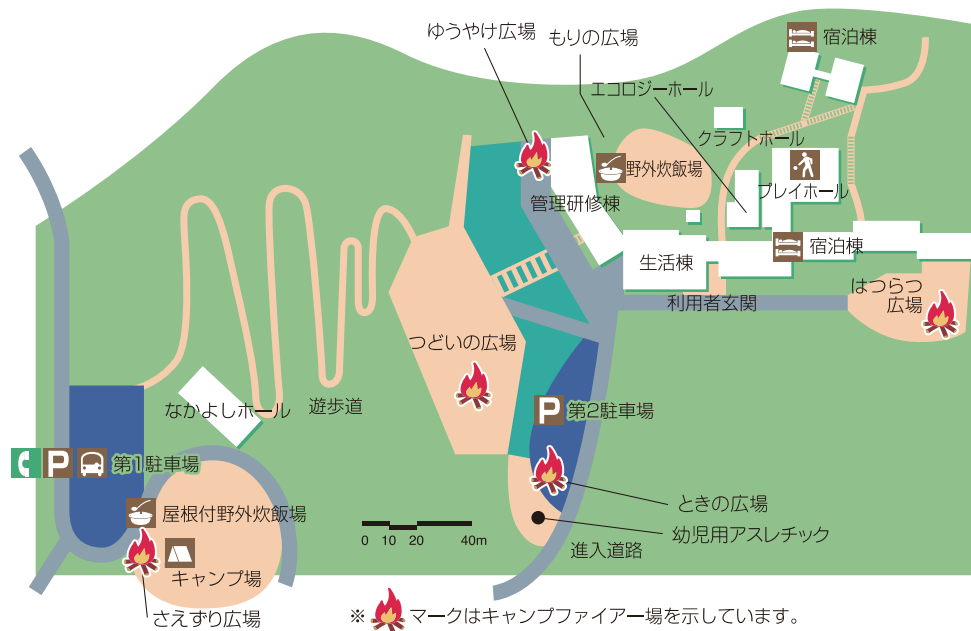 ゆうやけ広場
もりの広場
宿泊棟
エコロジーホール
クラフトホール
野外炊飯場
プレイホール
管理研修棟
宿泊棟
生活棟
はつらつ
広場
利用者玄関
つどいの広場
なかよしホール
遊歩道
P
第2駐車場
P
第1駐車場
ときの広場
屋根付野外炊飯場
幼児用アスレチック
0 10 20 40m
進入道路
キャンプ場
さえずり広場
※マークはキャンプファイアー場を示しています。